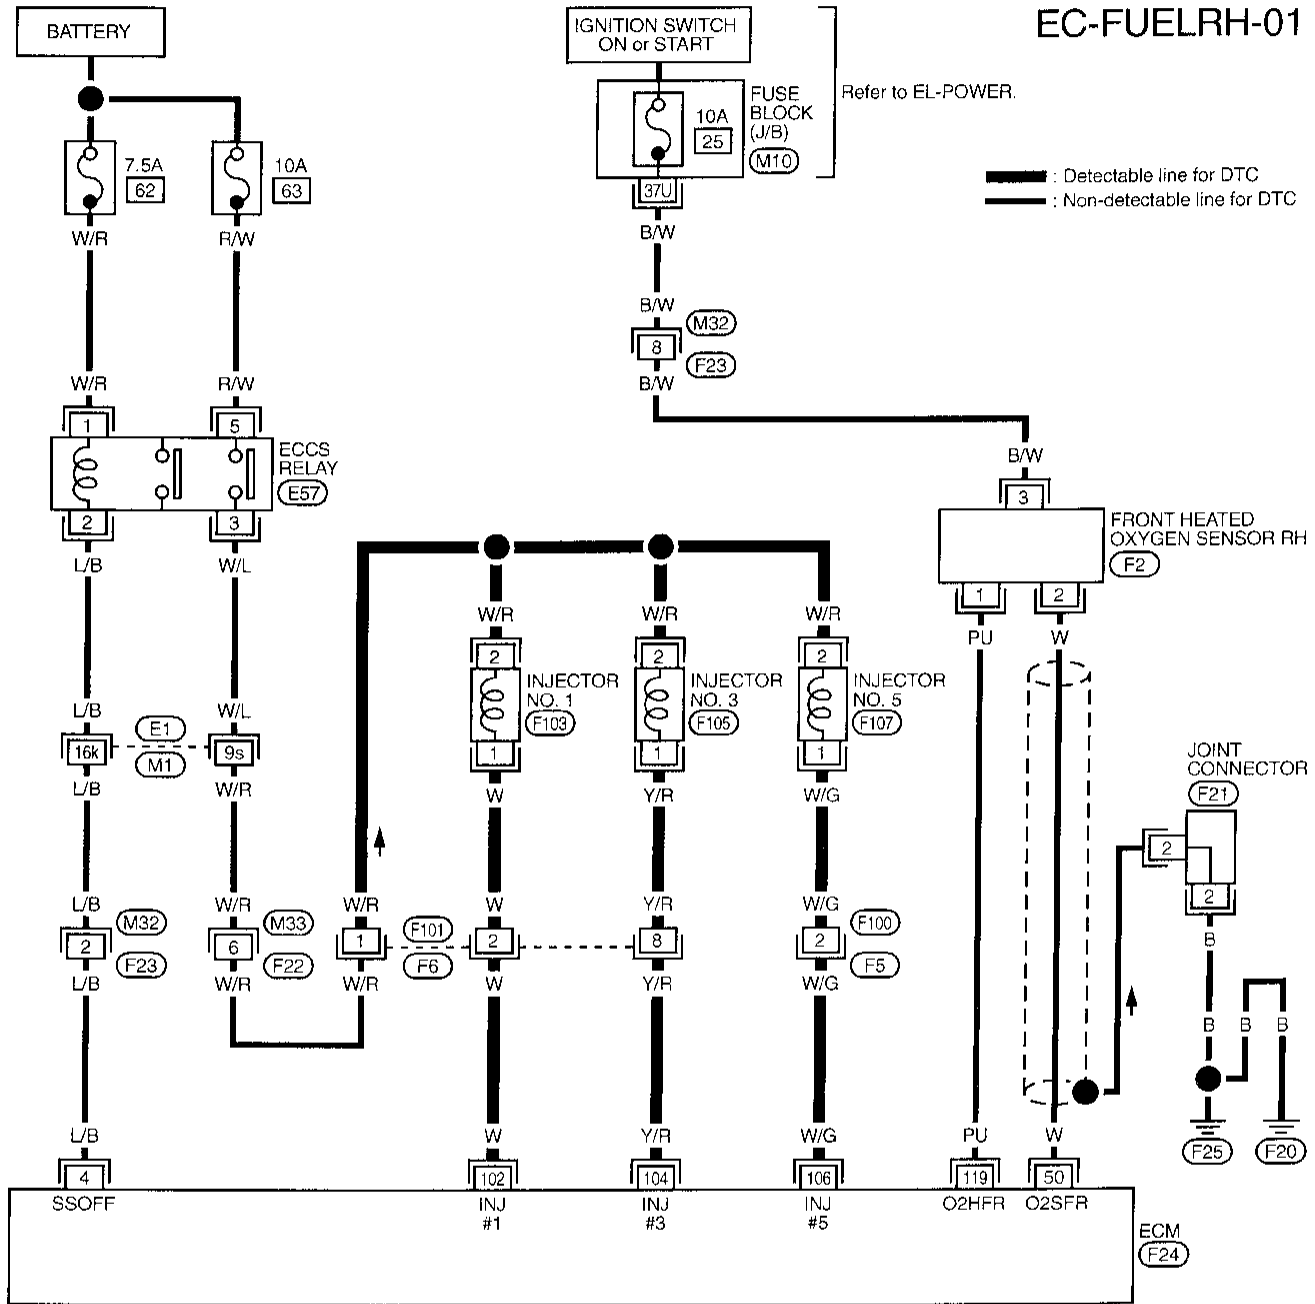 EC-FUELRH-01
BATTERY
IGNITION SWITCH
ON or START
Refer to EL-POWER.
FUSE
BLOCK
(J/B)
M10
10A
25
37U
7.5A
62
10A
63
: Detectable line for DTC
: Non-detectable line for DTC
W/R
R/W
B/W
B/W
M32
8
F23
B/W
W/R
R/W
1
5
ECCS
RELAY
E57
2
3
L/B
W/L
B/W
3
FRONT HEATED
OXYGEN SENSOR RH
F2
1
2
PU
W
W/R
W/R
W/R
2
2
2
INJECTOR
NO. 1
F103
INJECTOR
NO. 3
F105
INJECTOR
NO. 5
F107
1
1
1
L/B
W/L
E1
16k
9s
M1
L/B
W/R
W
Y/R
W/G
JOINT
CONNECTOR
F21
2
2
B
L/B
W/R
W/R
W
Y/R
W/G
M32
M33
F101
F100
2
6
1
2
8
2
F23
F22
F6
F5
L/B
W/R
W/R
W
Y/R
W/G
B
B
B
F25
F20
L/B
W
Y/R
W/G
PU
W
4
102
104
106
119
50
SSOFF
INJ
#1
INJ
#3
INJ
#5
O2HFR
O2SFR
ECM
F24